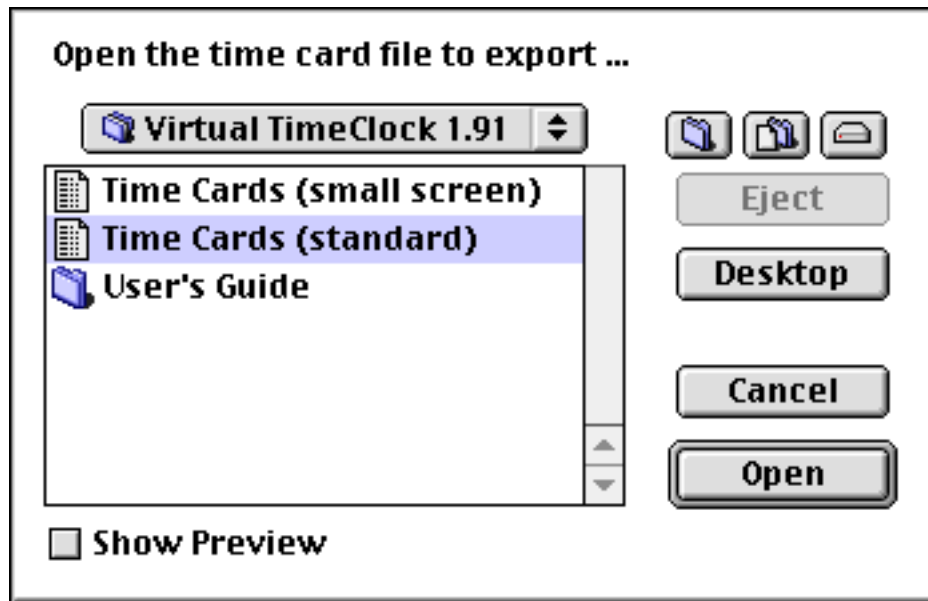 Open the time card file to export ...
Virtual TimeClock 1.91
Time Cards (small screen)
Time Cards (standard)
User's Guide
Eject
Desktop
Cancel
Open
Show Preview